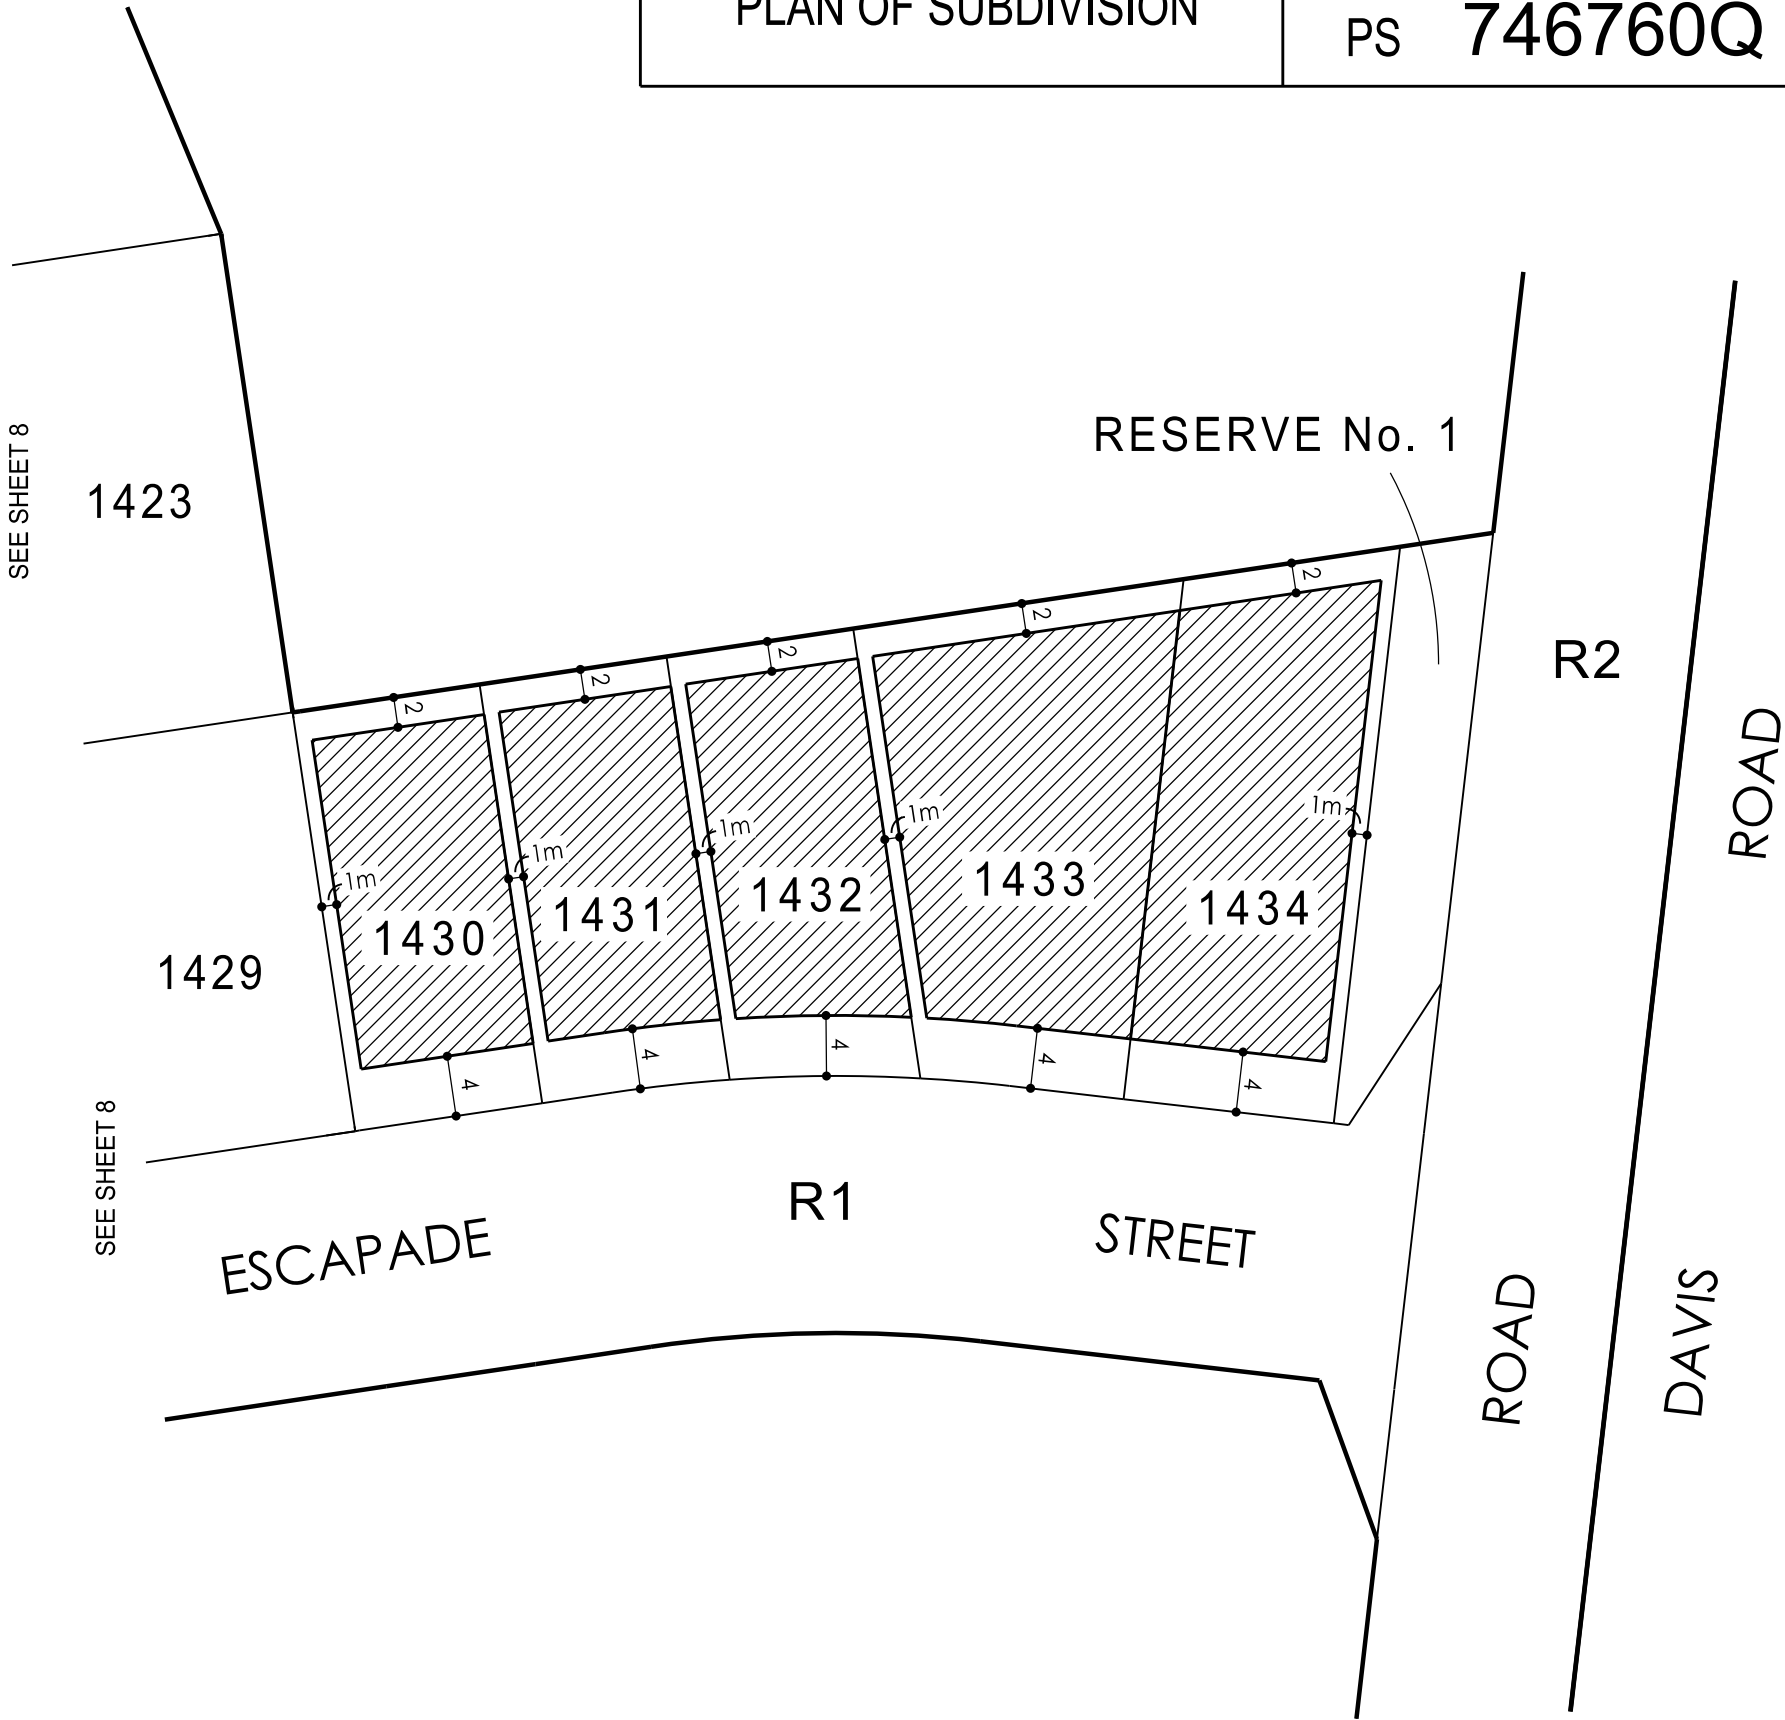 PLAN OF SUBDIVISION
PS 746760Q
RESERVE No. 1
SEE SHEET 8
1423
R2
2
2
2
2
2
ROAD
1m
1m
1m
1m
1m
1433
1432
1434
1431
1430
1429
4
4
4
4
4
SEE SHEET 8
R1
ESCAPADE STREET
ROAD
DAVIS